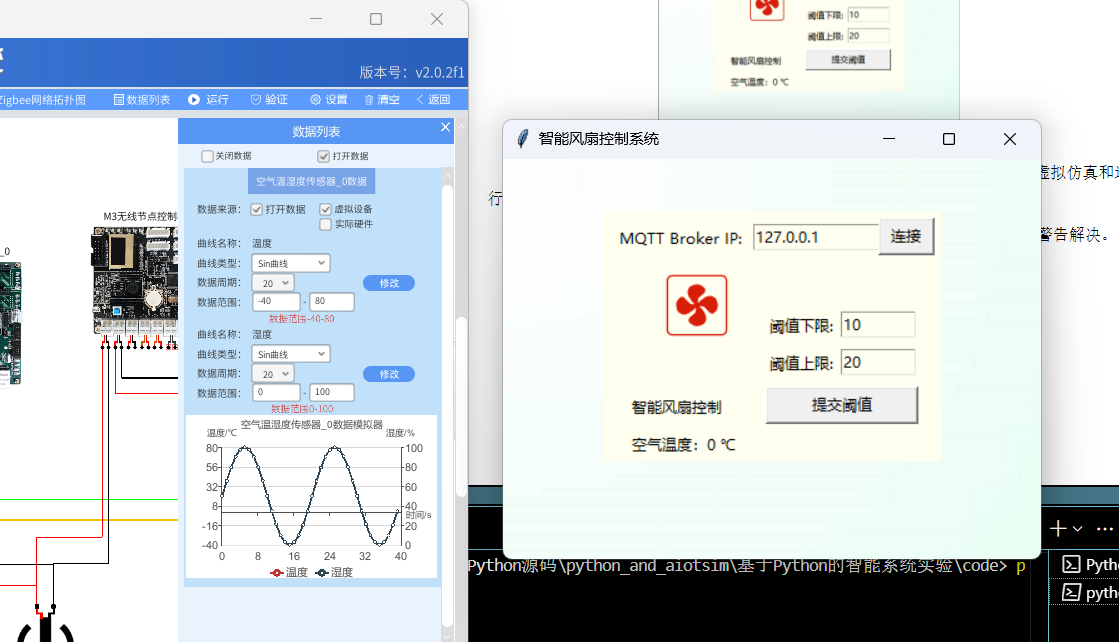 版本号：v2.0.2f1
Zigbee网络拓扑图
数据列表
运行
验证
设置
清空
返回
数据列表
关闭数据
打开数据
空气温湿度传感器_0数据
数据来源：
打开数据
虚拟设备
实际硬件
曲线名称：
温度
曲线类型：
Sin曲线
数据周期：
20
修改
数据范围：
-40
-
80
数据范围-40-80
曲线名称：
湿度
曲线类型：
Sin曲线
数据周期：
20
修改
数据范围：
0
-
100
数据范围0-100
空气温湿度传感器_0数据模拟器
温度/℃
湿度/%
80
56
32
8
-16
-40
100
80
60
40
20
0
时间/s
0
8
16
24
32
40
温度
湿度
M3无线节点控制
_0
阈值下限:
10
阈值上限:
20
智能风扇控制
提交阈值
空气温度：0 ℃
智能风扇控制系统
MQTT Broker IP:
127.0.0.1
连接
阈值下限:
10
阈值上限:
20
智能风扇控制
提交阈值
空气温度：0 ℃
虚拟仿真和
行
警告解决。
Python源码\python_and_aiotsim\基于Python的智能系统实验\code> p
Pyth
pyth